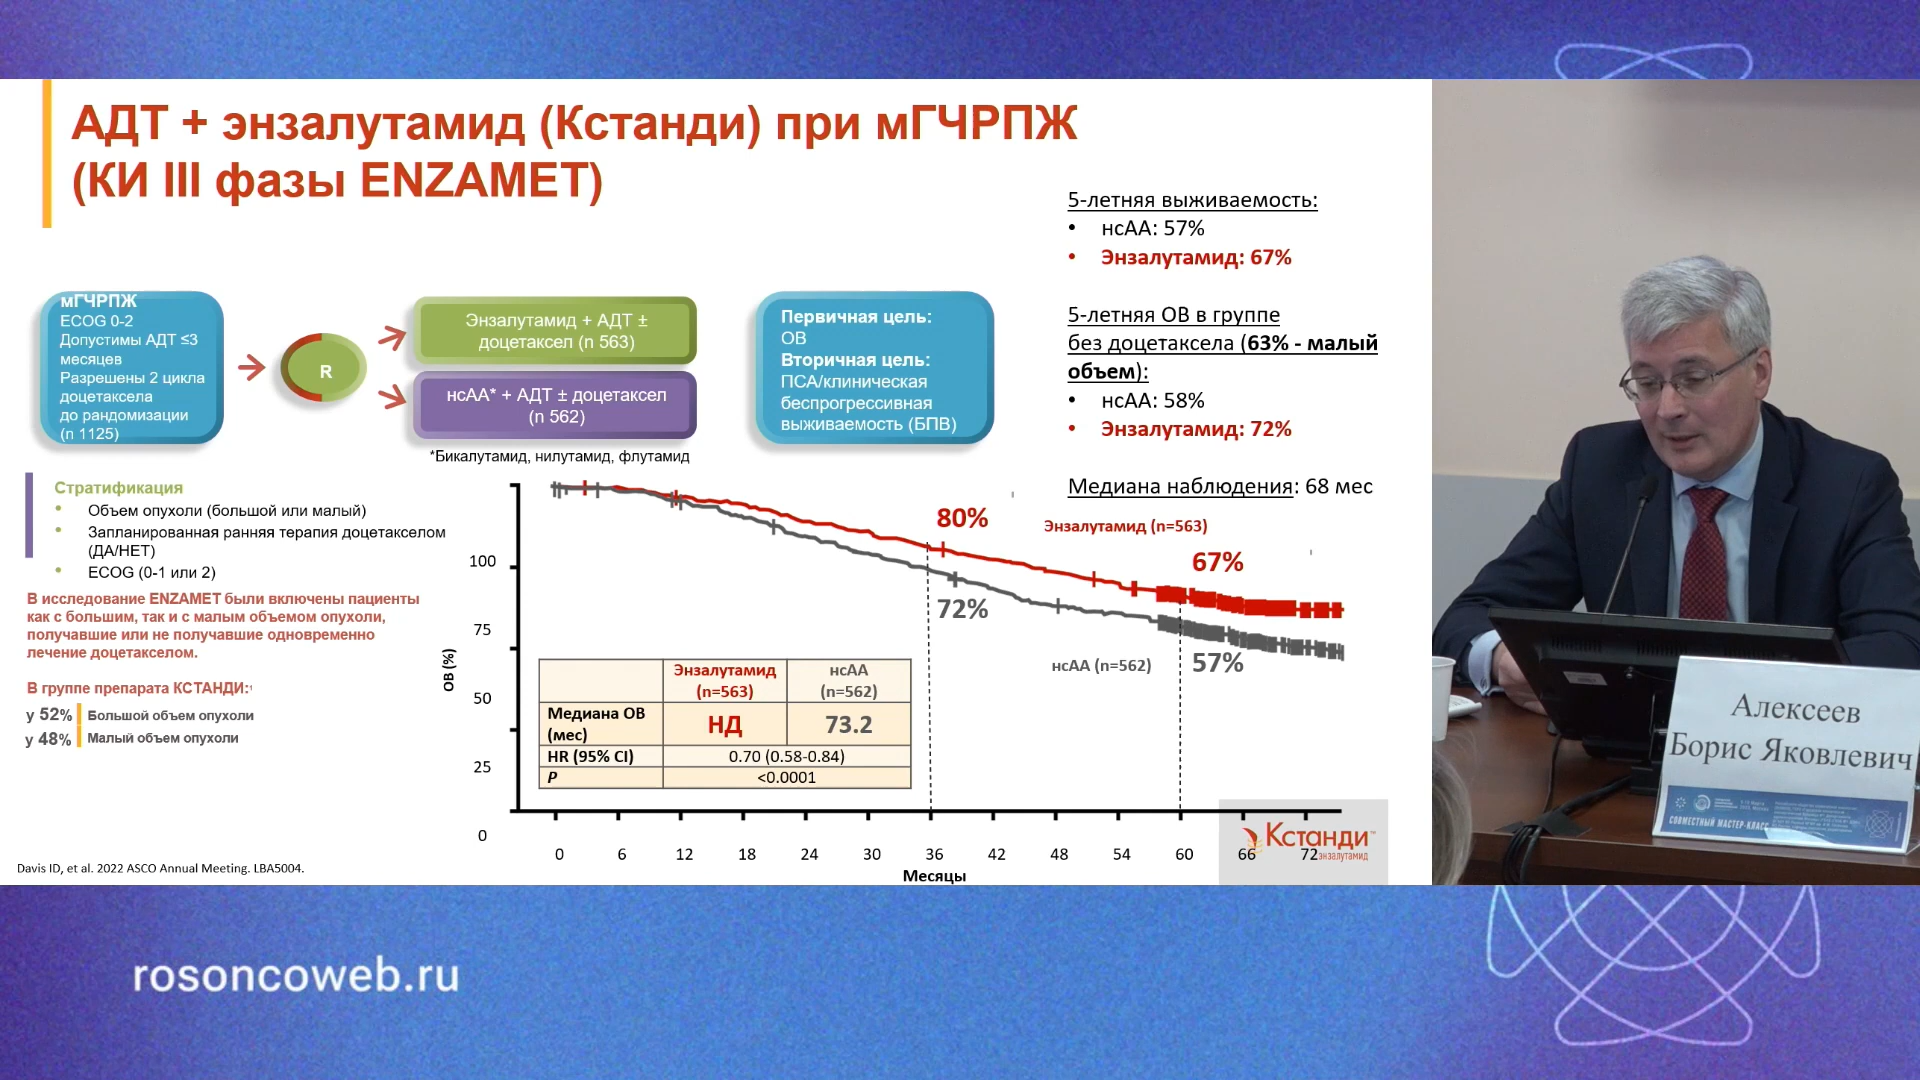 АДТ + энзалутамид (Кстанди) при мГЧРПЖ
(КИ III фазы ENZAMET)
5-летняя выживаемость:
• нсАА: 57%
• Энзалутамид: 67%
5-летняя ОВ в группе
без доцетаксела (63% - малый
объем):
• нсАА: 58%
• Энзалутамид: 72%
Медиана наблюдения: 68 мес
мГЧРПЖ
ECOG 0-2
Допустимы АДТ ≤3
месяцев
Разрешены 2 цикла
доцетаксела
до рандомизации
(n 1125)
R
Энзалутамид + АДТ ±
доцетаксел (n 563)
нсАА* + АДТ ± доцетаксел
(n 562)
*Бикалутамид, нилутамид, флутамид
Первичная цель:
ОВ
Вторичная цель:
ПСА/клиническая
беспрогрессивная
выживаемость (БПВ)
Стратификация
• Объем опухоли (большой или малый)
• Запланированная ранняя терапия доцетакселом
(ДА/НЕТ)
• ECOG (0-1 или 2)
В исследование ENZAMET были включены пациенты
как с большим, так и с малым объемом опухоли,
получавшие или не получавшие одновременно
лечение доцетакселом.
В группе препарата КСТАНДИ:
у 52% Большой объем опухоли
у 48% Малый объем опухоли
ОВ (%)
100
75
50
25
0
80%
72%
Энзалутамид (n=563)
67%
нсАА (n=562)
57%
Энзалутамид (n=563) нсАА (n=562)
Медиана ОВ (мес) НД 73.2
HR (95% CI) 0.70 (0.58-0.84)
P <0.0001
0 6 12 18 24 30 36 42 48 54 60 66 72
Месяцы
Кстанди™
энзалутамид
Davis ID, et al. 2022 ASCO Annual Meeting. LBA5004.
Алексеев
Борис Яковлевич
СОВМЕСТНЫЙ МАСТЕР-КЛАСС
rosoncoweb.ru